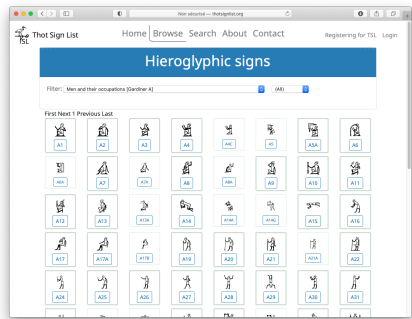 Non sécurisé — thotsignlist.org
TSL
Thot Sign List
Home Browse Search About Contact
Registering for TSL Login
Hieroglyphic signs
Filter: Men and their occupations [Gardiner A] (All)
First Next 1 Previous Last
A1 A2 A3 A4 A4C A5 A5A A6
A6A A7 A7A A8 A8A A9 A10 A11
A12 A13 A13A A14 A14A A14G A15 A16
A17 A17A A17B A19 A20 A21 A21A A22
A24 A25 A26 A27 A28 A29 A30 A31